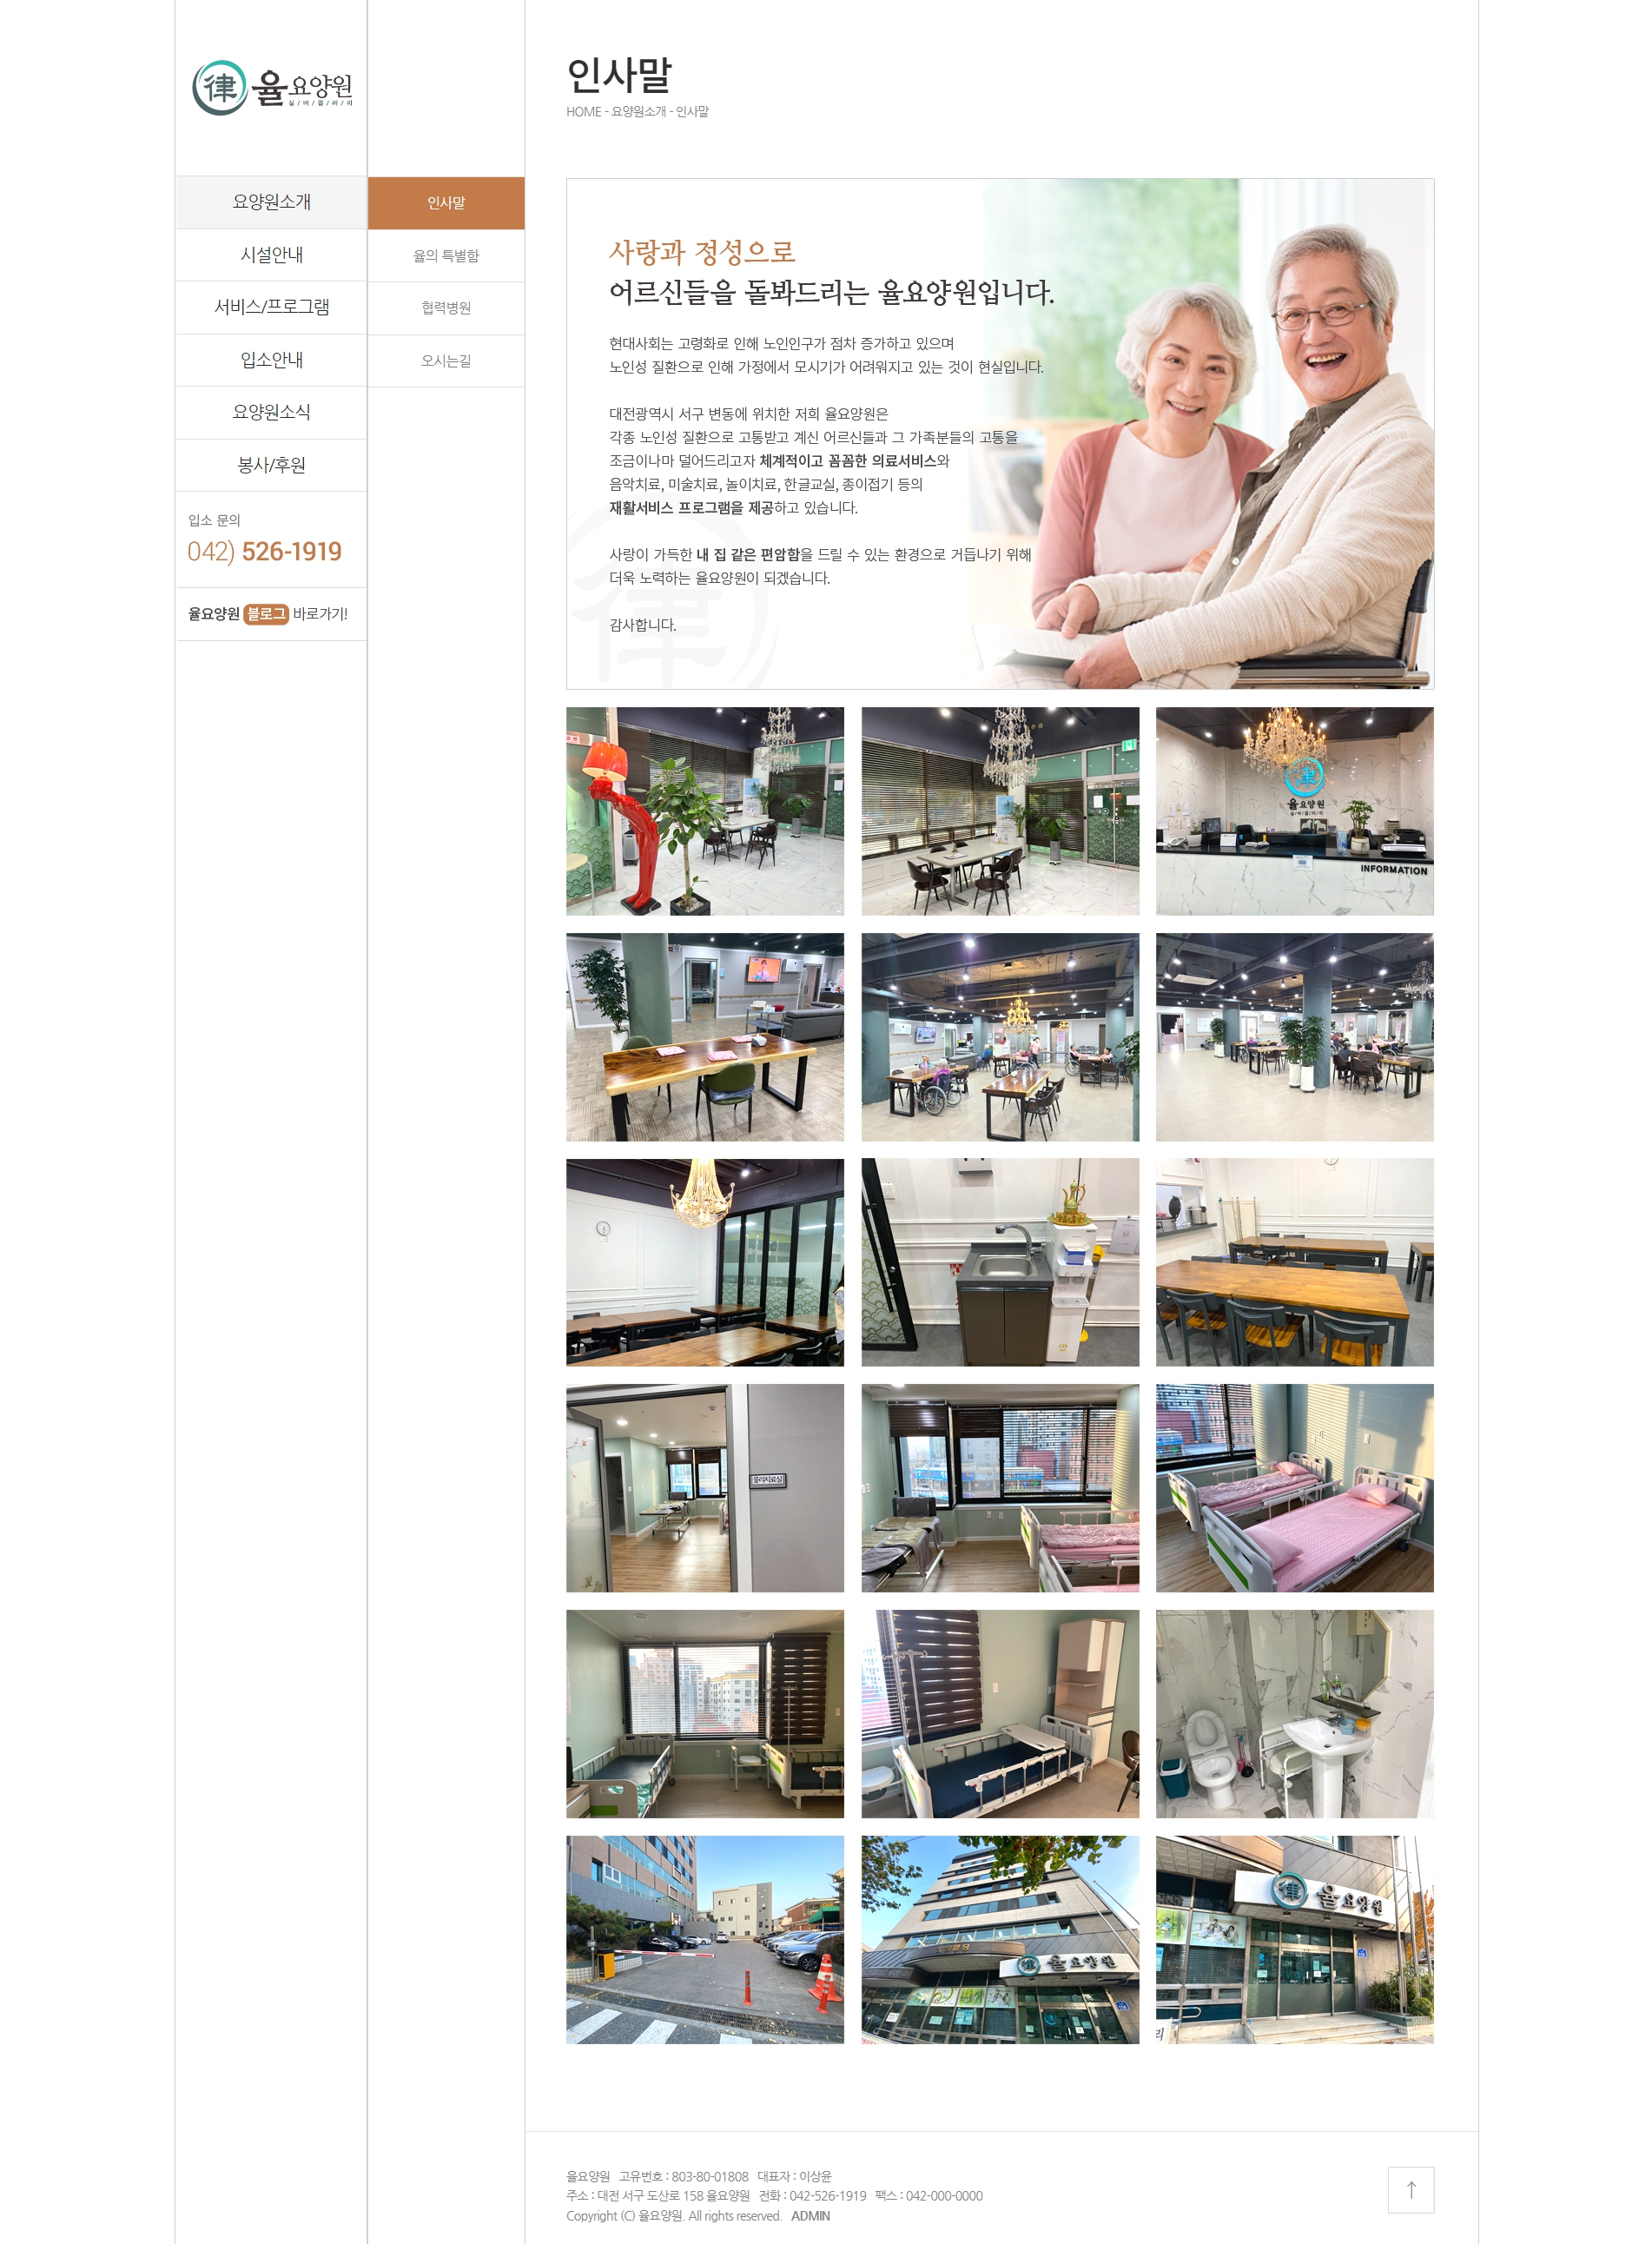 律 율요양원
실/버/갤/러/리
요양원소개
시설안내
서비스/프로그램
입소안내
요양원소식
봉사/후원
입소 문의
042) 526-1919
율요양원 블로그 바로가기!
인사말
율의 특별함
협력병원
오시는길
인사말
HOME - 요양원소개 - 인사말
사랑과 정성으로
어르신들을 돌봐드리는 율요양원입니다.
현대사회는 고령화로 인해 노인인구가 점차 증가하고 있으며
노인성 질환으로 인해 가정에서 모시기가 어려워지고 있는 것이 현실입니다.
대전광역시 서구 변동에 위치한 저희 율요양원은
각종 노인성 질환으로 고통받고 계신 어르신들과 그 가족분들의 고통을
조금이나마 덜어드리고자 체계적이고 꼼꼼한 의료서비스와
음악치료, 미술치료, 놀이치료, 한글교실, 종이접기 등의
재활서비스 프로그램을 제공하고 있습니다.
사랑이 가득한 내 집 같은 편암함을 드릴 수 있는 환경으로 거듭나기 위해
더욱 노력하는 율요양원이 되겠습니다.
감사합니다.
律
律
율요양원
실/버/갤/러/리
INFORMATION
물리치료실
율요양원
律 율요양원
리
율요양원 고유번호 : 803-80-01808 대표자 : 이상윤
주소 : 대전 서구 도산로 158 율요양원 전화 : 042-526-1919 팩스 : 042-000-0000
Copyright (C) 율요양원. All rights reserved. ADMIN